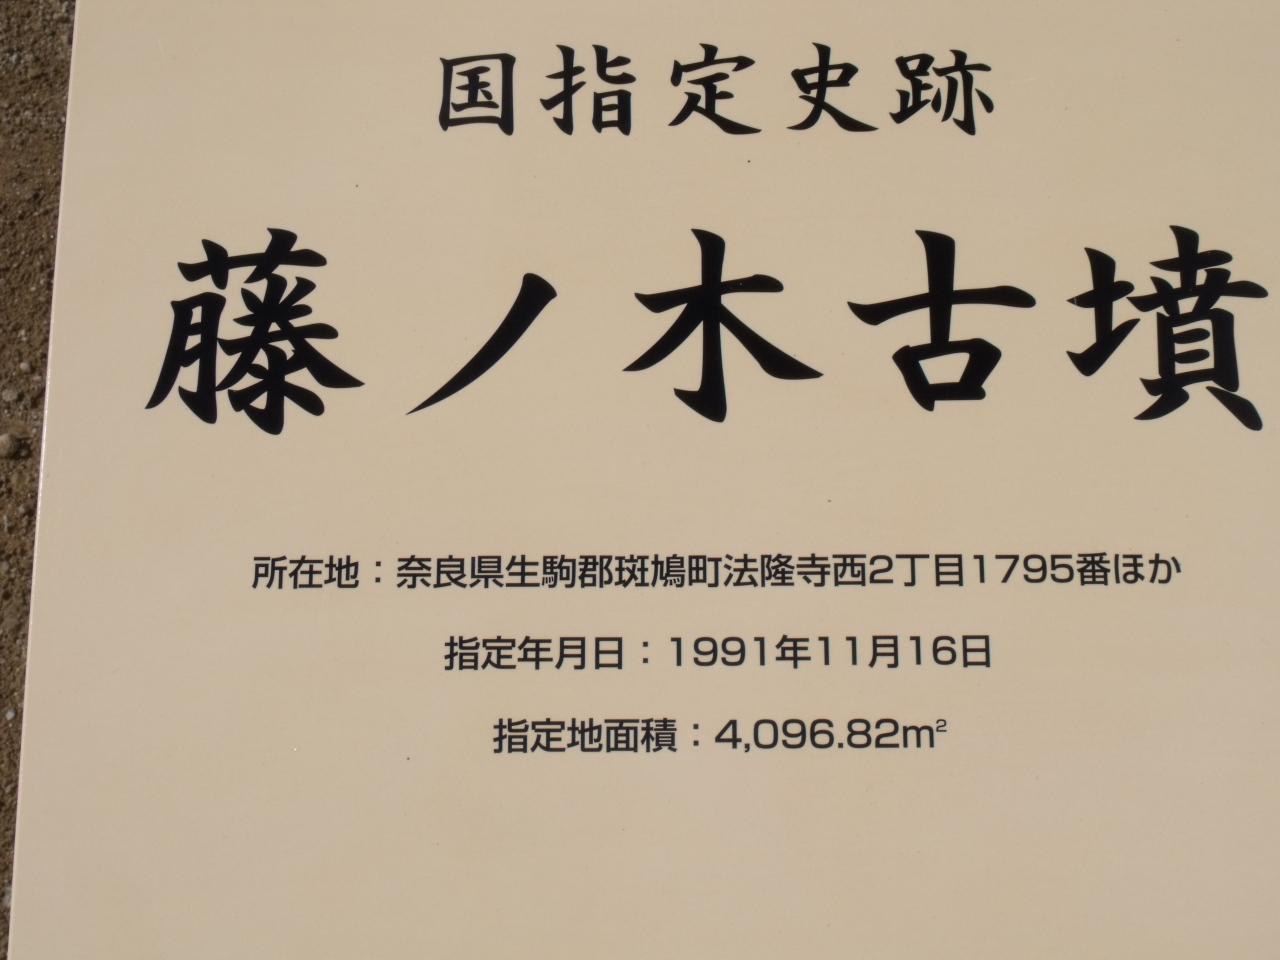 国指定史跡
藤ノ木古墳
所在地：奈良県生駒郡斑鳩町法隆寺西2丁目1795番ほか
指定年月日：1991年11月16日
指定地面積：4,096.82m²